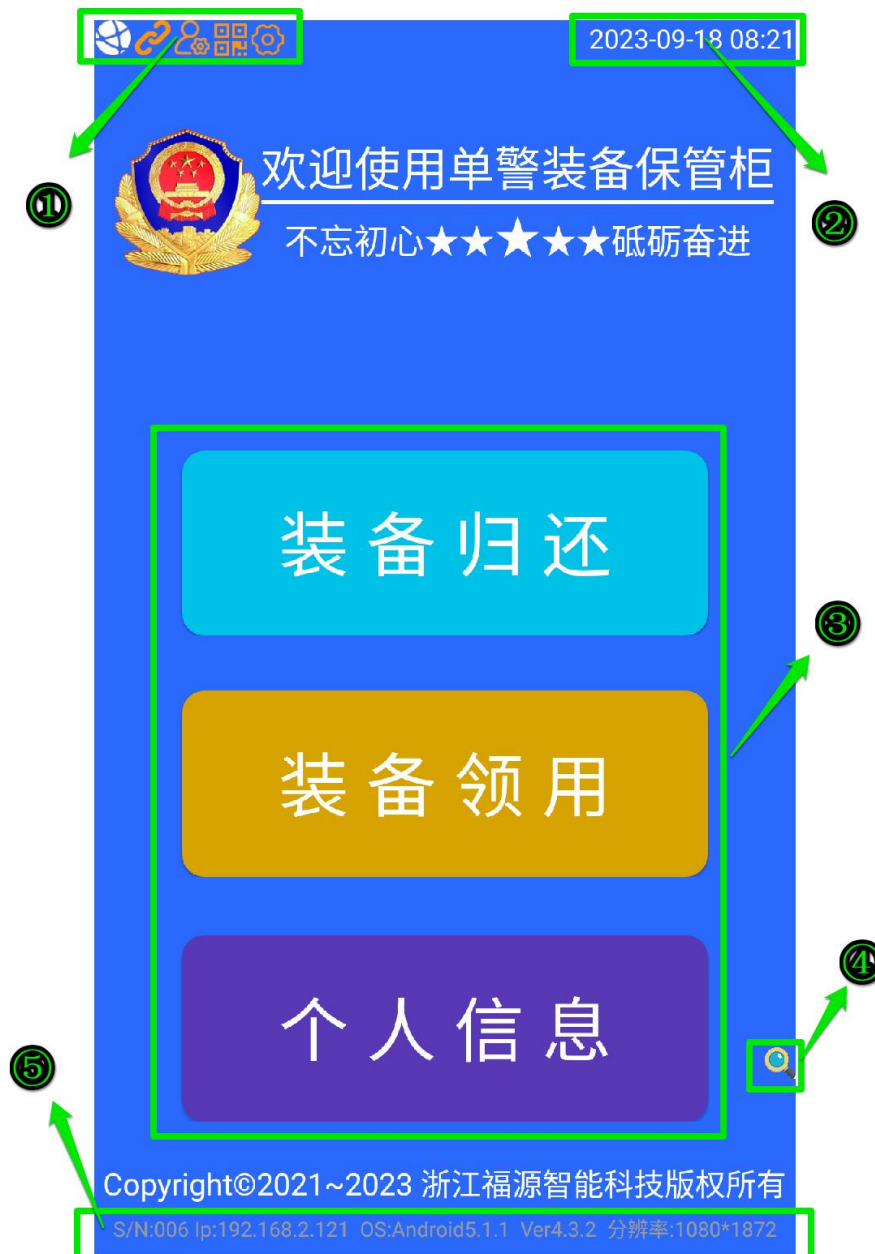 2023-09-18 08:21
①
欢迎使用单警装备保管柜
②
不忘初心★★★★★砥砺奋进
装备归还
③
装备领用
④
个人信息
⑤
Copyright©2021~2023 浙江福源智能科技版权所有
S/N:006 Ip:192.168.2.121 OS:Android5.1.1 Ver4.3.2 分辨率:1080*1872